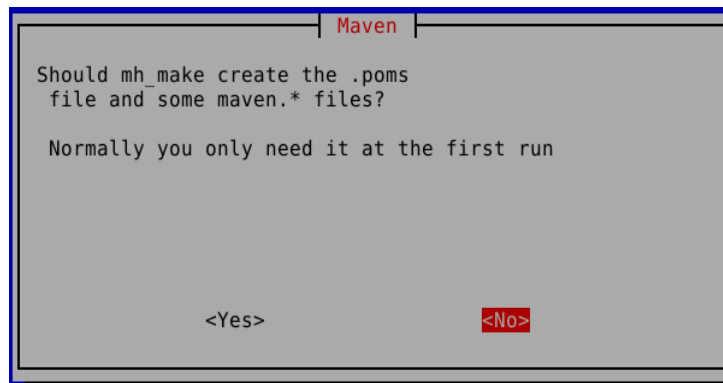 Maven
Should mh_make create the .poms
file and some maven.* files?
Normally you only need it at the first run
<Yes> <No>